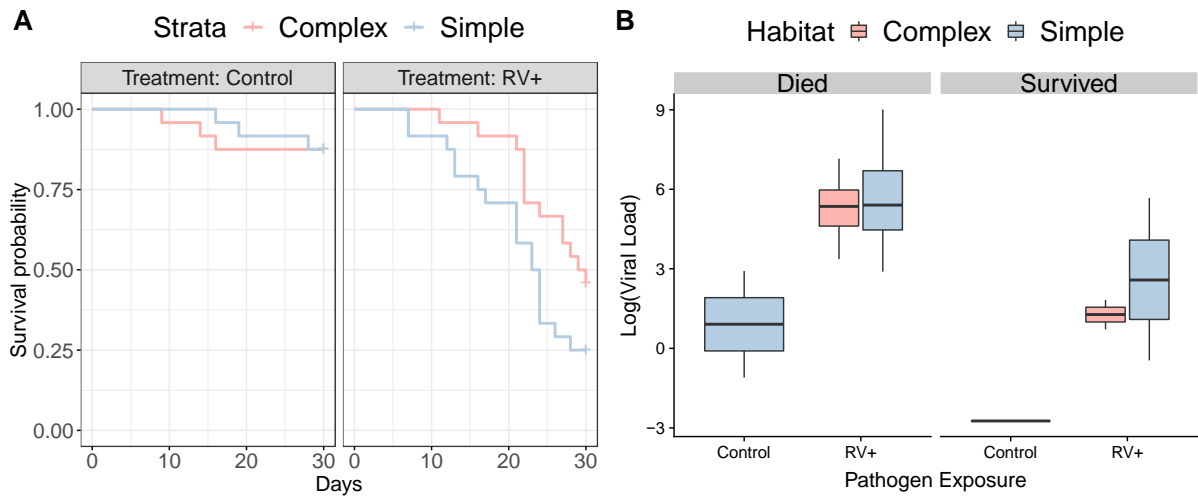 A
Strata Complex Simple
Treatment: Control Treatment: RV+
Survival probability
1.00
0.75
0.50
0.25
0.00
0 10 20 30 0 10 20 30
Days
B
Habitat Complex Simple
Died Survived
Log(Viral Load)
9
6
3
0
−3
Control RV+ Control RV+
Pathogen Exposure